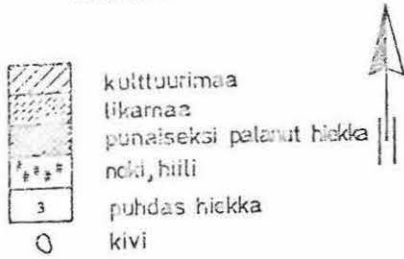 kulttuurimaa
likamaa
punaiseksi palanut hiekka
noki, hiili
3 puhdas hiekka
kivi